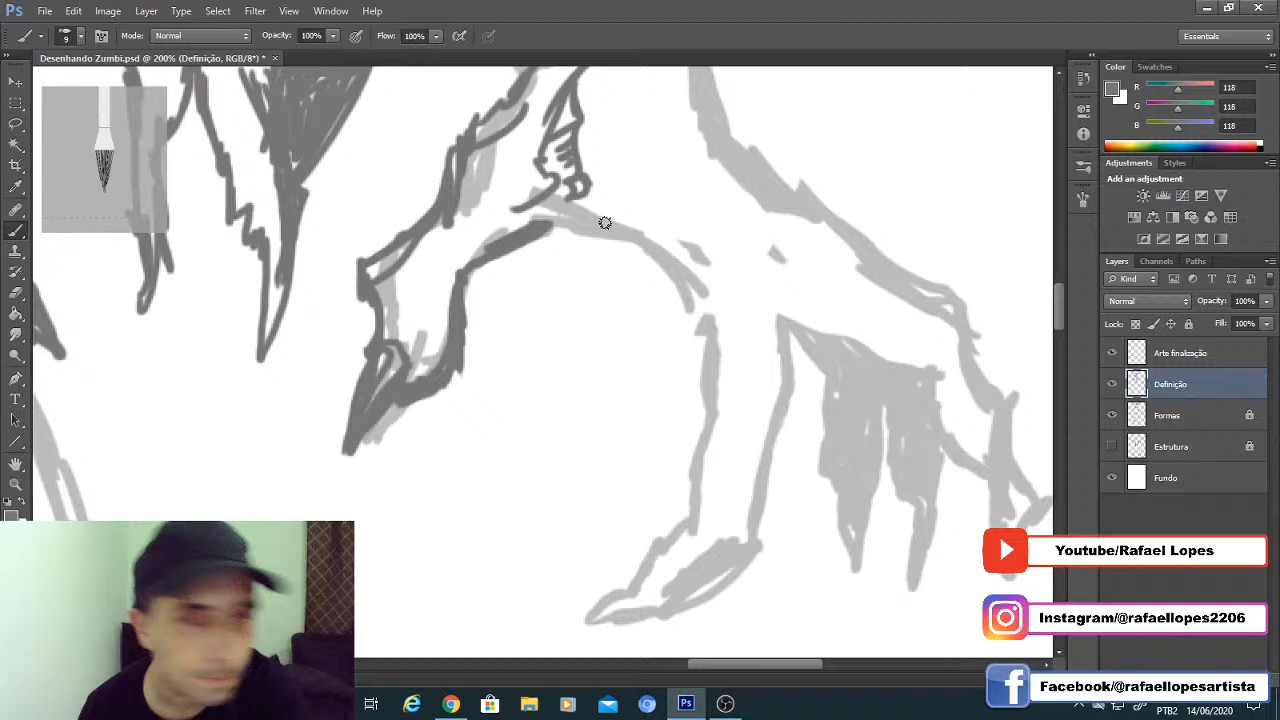 Ps File Edit Image Layer Type Select Filter View Window Help
9 Mode: Normal Opacity: 100% Flow: 100% Essentials
Desenhando Zumbi.psd @ 200% (Definição, RGB/8*) *
Color Swatches
R 118
G 118
B 118
Adjustments Styles
Add an adjustment
Layers Channels Paths
Kind
Normal Opacity: 100%
Lock: Fill: 100%
Arte finalização
Definição
Formas
Estrutura
Fundo
Youtube/Rafael Lopes
Instagram/@rafaellopes2206
Facebook/@rafaellopesartista
Ps PTB2 14/06/2020